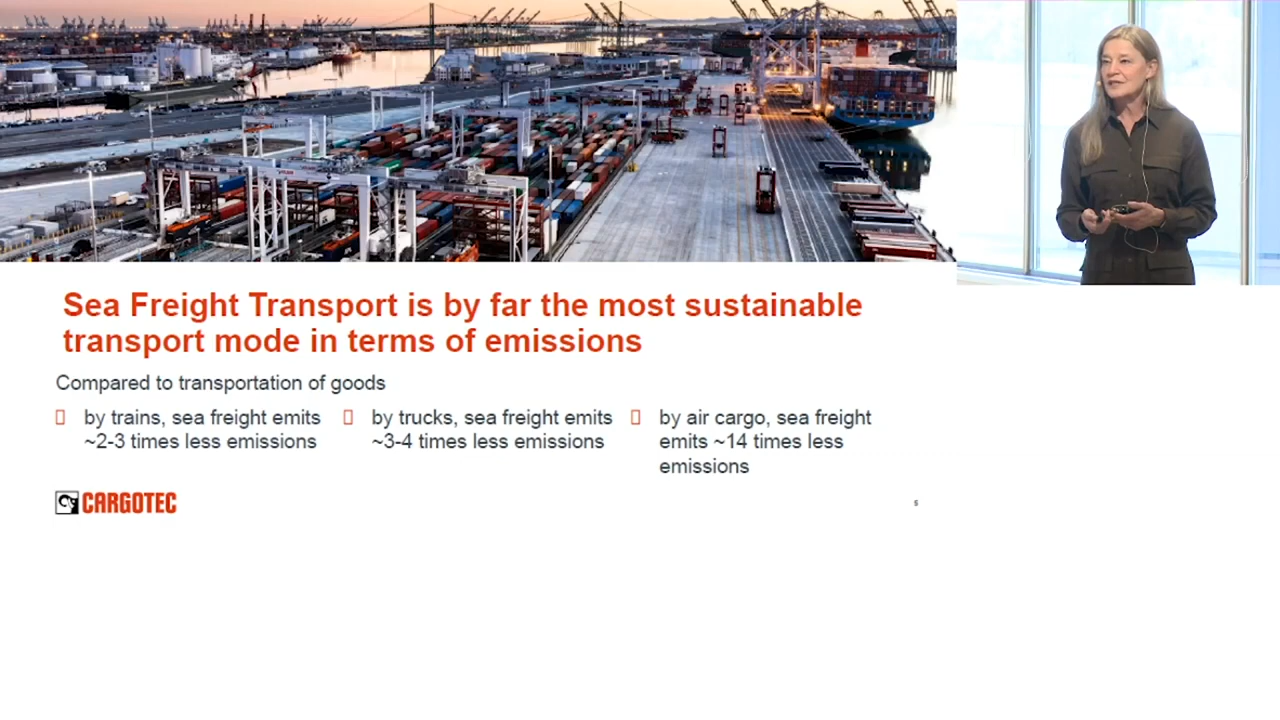 Sea Freight Transport is by far the most sustainable
transport mode in terms of emissions
Compared to transportation of goods
by trains, sea freight emits
~2-3 times less emissions
by trucks, sea freight emits
~3-4 times less emissions
by air cargo, sea freight
emits ~14 times less
emissions
CARGOTEC
5